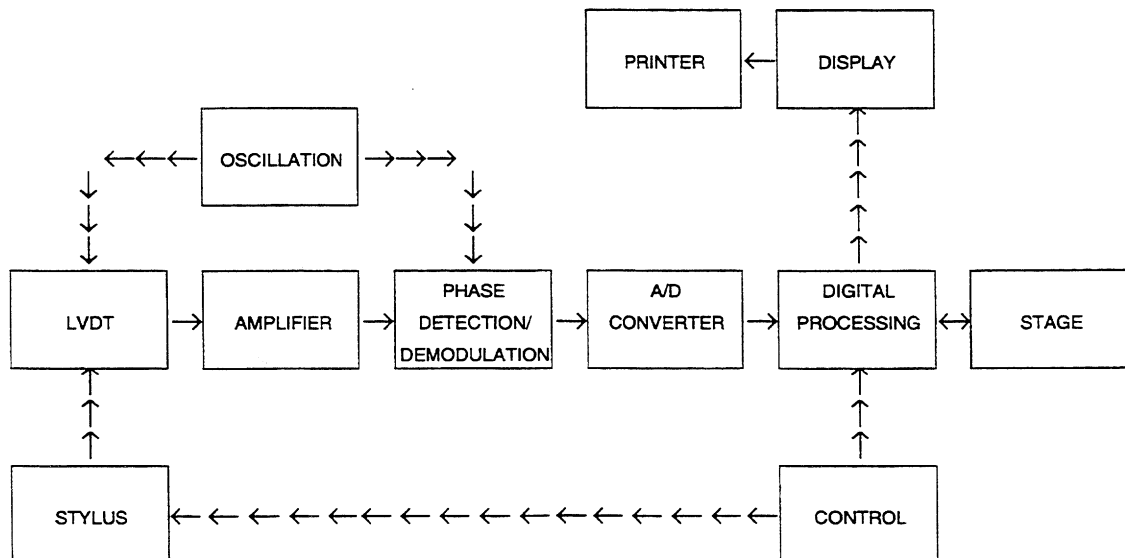 PRINTER
DISPLAY
OSCILLATION
LVDT
AMPLIFIER
PHASE
DETECTION/
DEMODULATION
A/D
CONVERTER
DIGITAL
PROCESSING
STAGE
STYLUS
CONTROL